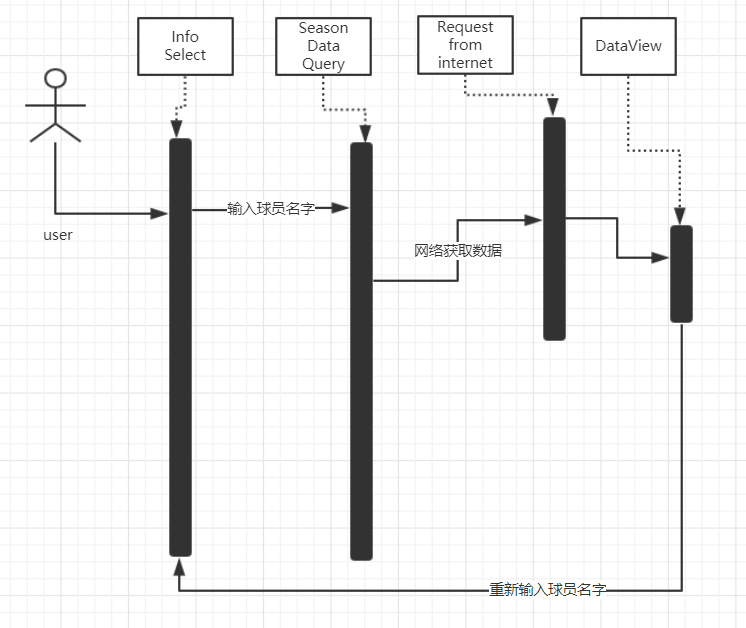 Info
Select
Season
Data
Query
Request
from
internet
DataView
user
输入球员名字
网络获取数据
重新输入球员名字